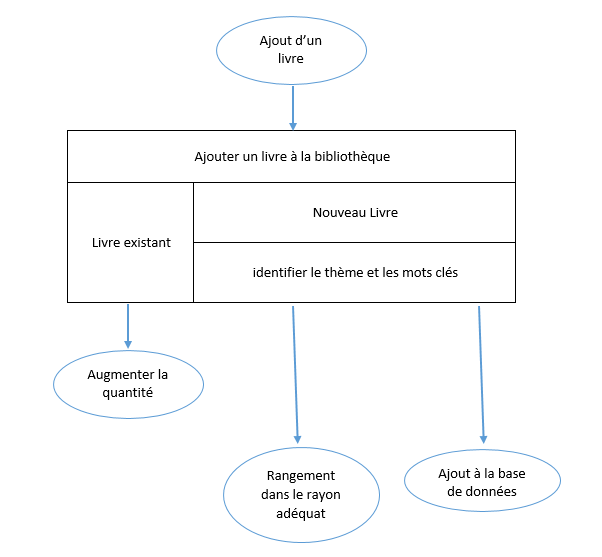 Ajout d’un
livre
Ajouter un livre à la bibliothèque
Livre existant
Nouveau Livre
identifier le thème et les mots clés
Augmenter la
quantité
Rangement
dans le rayon
adéquat
Ajout à la base
de données